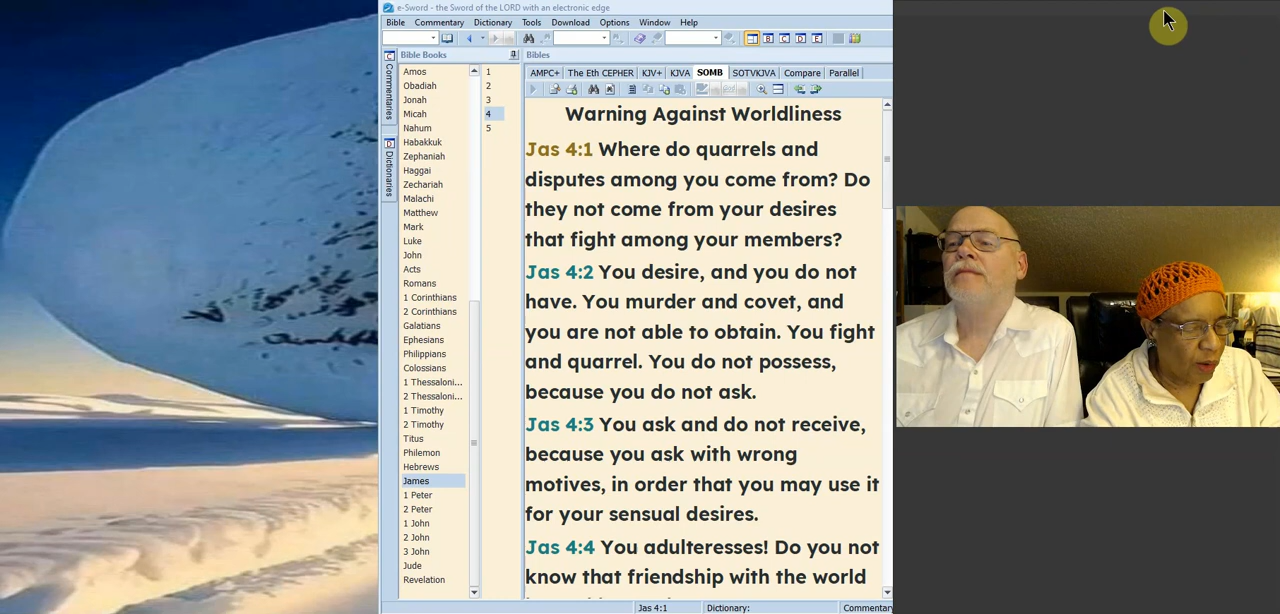 e-Sword - the Sword of the LORD with an electronic edge
Bible Commentary Dictionary Tools Download Options Window Help
Commentaries
Dictionaries
Bible Books
Amos
Obadiah
Jonah
Micah
Nahum
Habakkuk
Zephaniah
Haggai
Zechariah
Malachi
Matthew
Mark
Luke
John
Acts
Romans
1 Corinthians
2 Corinthians
Galatians
Ephesians
Philippians
Colossians
1 Thessaloni...
2 Thessaloni...
1 Timothy
2 Timothy
Titus
Philemon
Hebrews
James
1 Peter
2 Peter
1 John
2 John
3 John
Jude
Revelation
1
2
3
4
5
Bibles
AMPC+ The Eth CEPHER KJV+ KJVA SOMB SOTVKJVA Compare Parallel
Warning Against Worldliness
Jas 4:1 Where do quarrels and
disputes among you come from? Do
they not come from your desires
that fight among your members?
Jas 4:2 You desire, and you do not
have. You murder and covet, and
you are not able to obtain. You fight
and quarrel. You do not possess,
because you do not ask.
Jas 4:3 You ask and do not receive,
because you ask with wrong
motives, in order that you may use it
for your sensual desires.
Jas 4:4 You adulteresses! Do you not
know that friendship with the world
Jas 4:1 Dictionary: Commentary